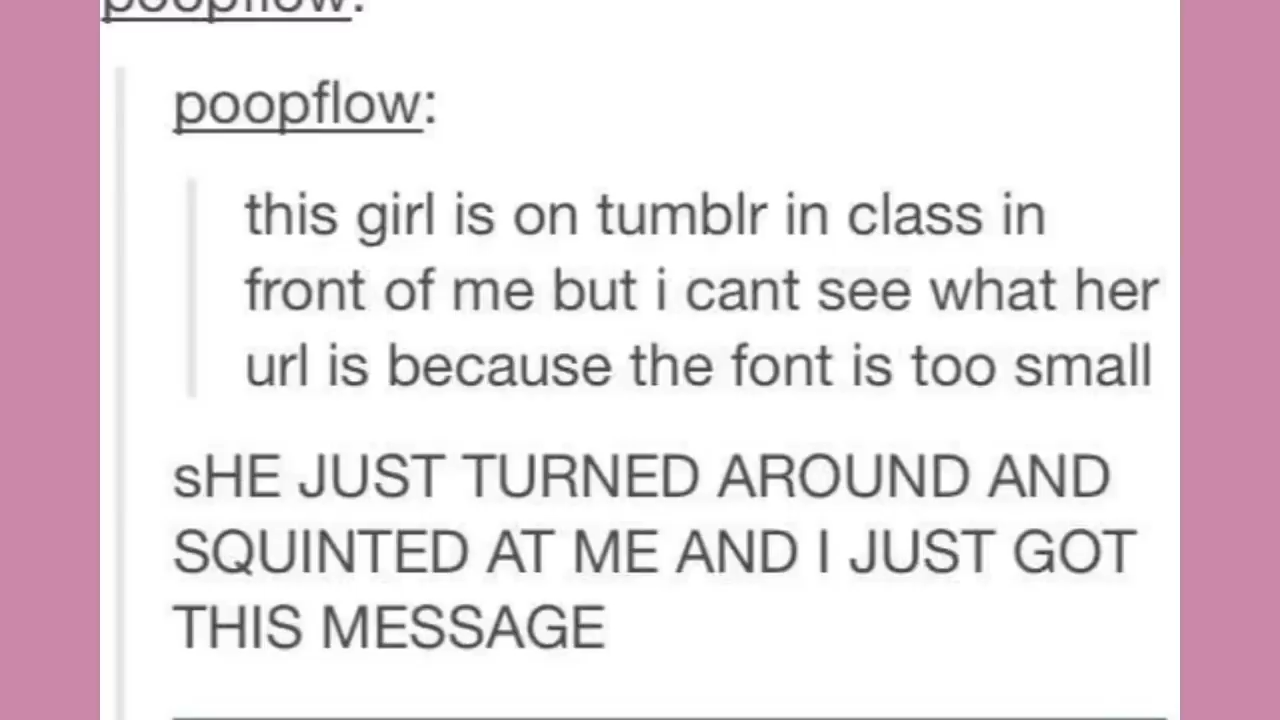 poopflow:
poopflow:
this girl is on tumblr in class in
front of me but i cant see what her
url is because the font is too small
sHE JUST TURNED AROUND AND
SQUINTED AT ME AND I JUST GOT
THIS MESSAGE